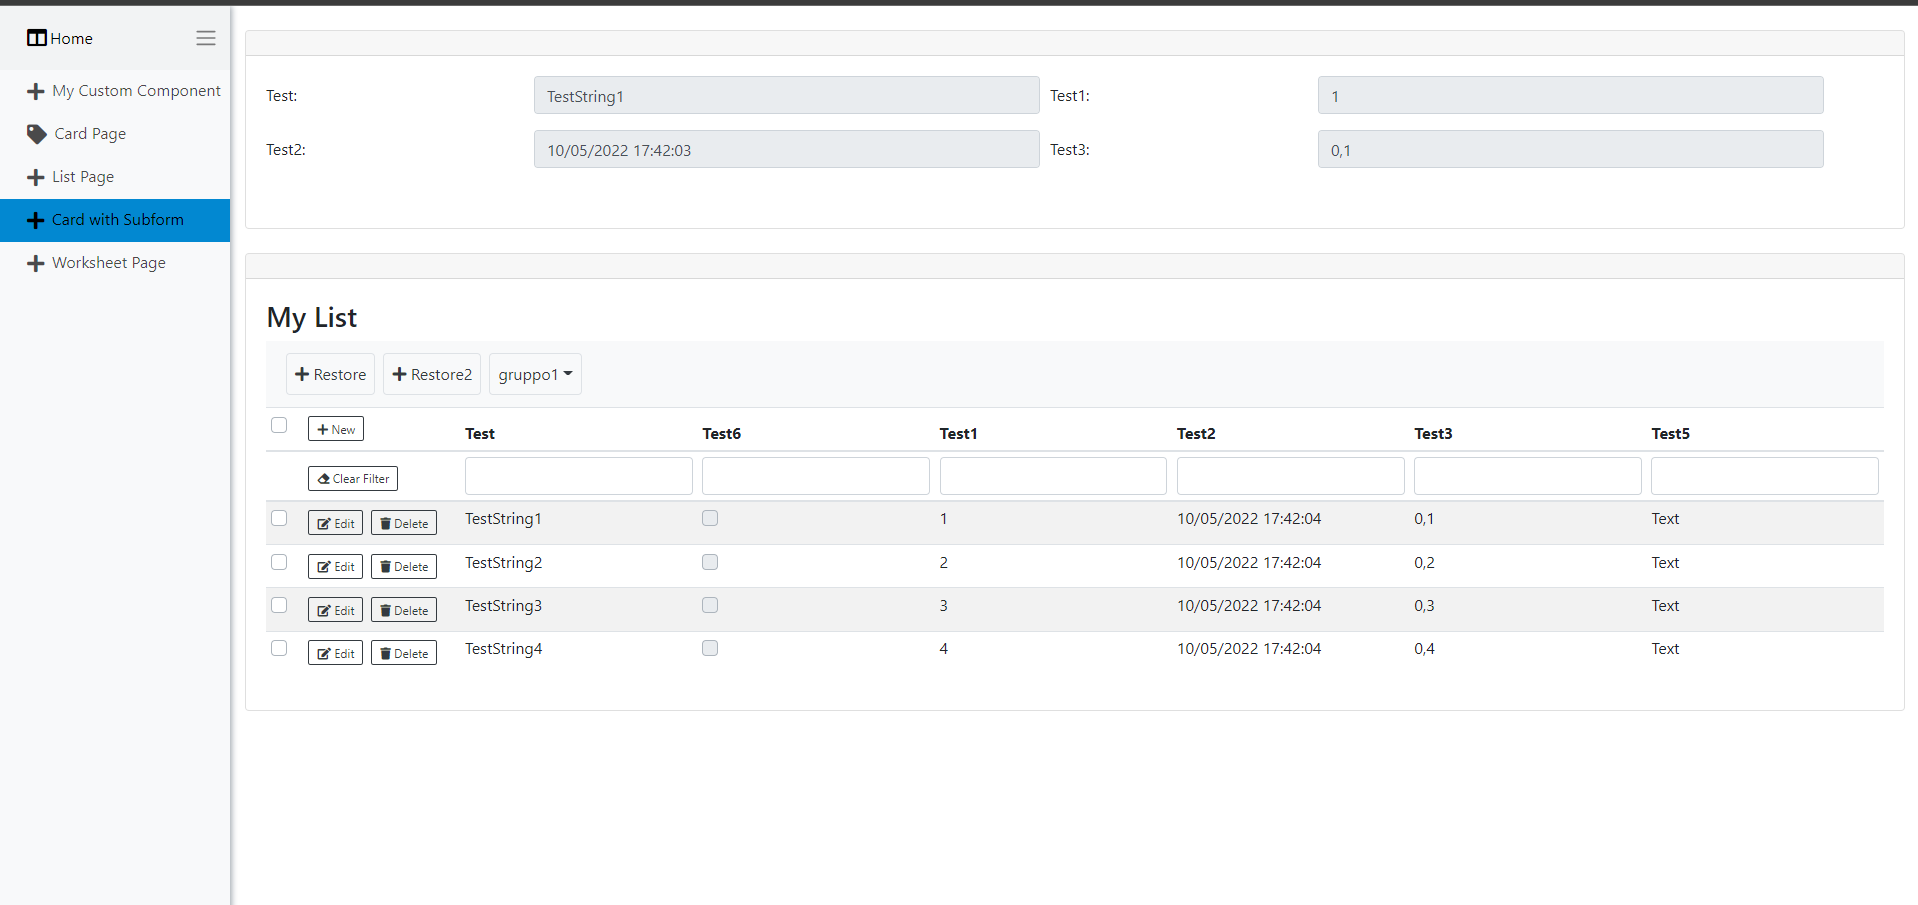 Home
My Custom Component
Card Page
List Page
Card with Subform
Worksheet Page
Test: TestString1 Test1: 1
Test2: 10/05/2022 17:42:03 Test3: 0,1
My List
Restore Restore2 gruppo1
New Test Test6 Test1 Test2 Test3 Test5
Clear Filter
Edit Delete TestString1 1 10/05/2022 17:42:04 0,1 Text
Edit Delete TestString2 2 10/05/2022 17:42:04 0,2 Text
Edit Delete TestString3 3 10/05/2022 17:42:04 0,3 Text
Edit Delete TestString4 4 10/05/2022 17:42:04 0,4 Text